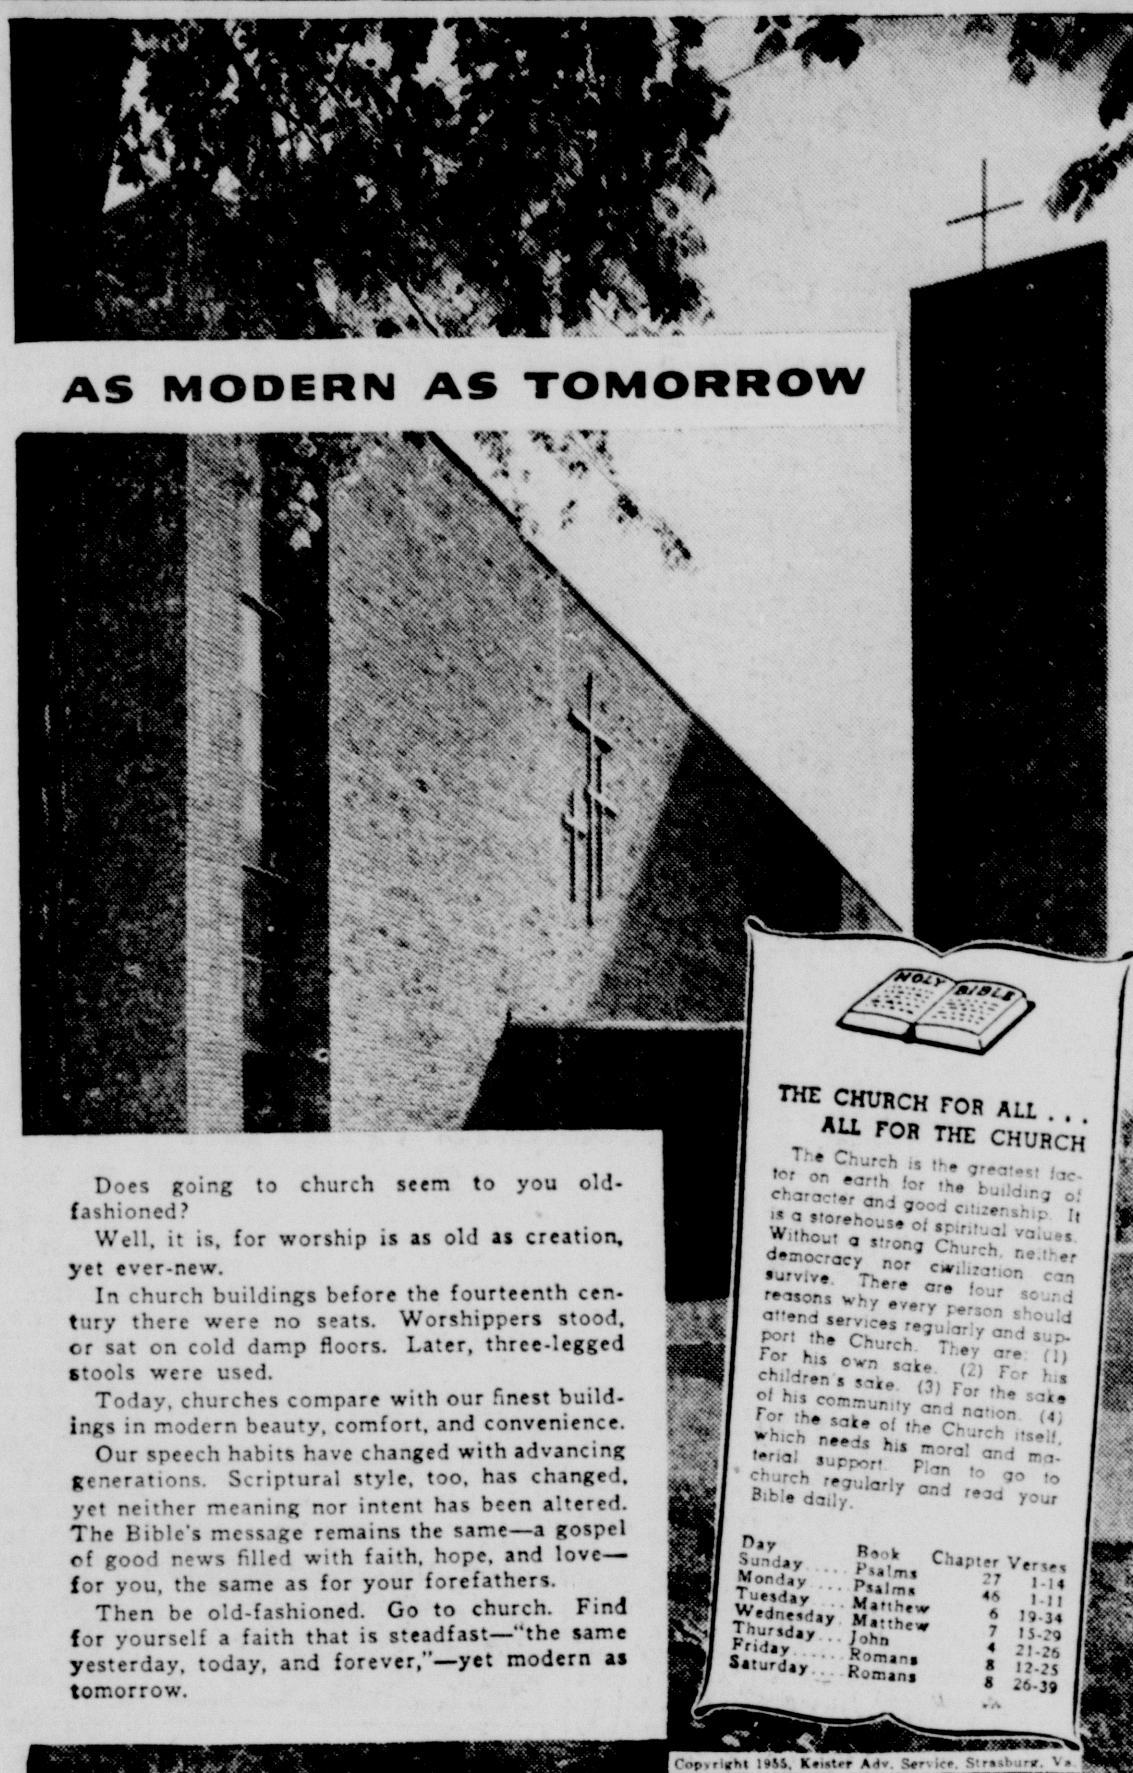 AS MODERN AS TOMORROW
Does going to church seem to you old-
fashioned?
Well, it is, for worship is as old as creation,
yet ever-new.
In church buildings before the fourteenth cen-
tury there were no seats. Worshippers stood,
or sat on cold damp floors. Later, three-legged
stools were used.
Today, churches compare with our finest build-
ings in modern beauty, comfort, and convenience.
Our speech habits have changed with advancing
generations. Scriptural style, too, has changed,
yet neither meaning nor intent has been altered.
The Bible's message remains the same—a gospel
of good news filled with faith, hope, and love—
for you, the same as for your forefathers.
Then be old-fashioned. Go to church. Find
for yourself a faith that is steadfast—"the same
yesterday, today, and forever,"—yet modern as
tomorrow.
HOLY BIBLE
THE CHURCH FOR ALL . . .
ALL FOR THE CHURCH
The Church is the greatest fac-
tor on earth for the building of
character and good citizenship. It
is a storehouse of spiritual values.
Without a strong Church, neither
democracy nor civilization can
survive. There are four sound
reasons why every person should
attend services regularly and sup-
port the Church. They are: (1)
For his own sake. (2) For his
children's sake. (3) For the sake
of his community and nation. (4)
For the sake of the Church itself,
which needs his moral and ma-
terial support. Plan to go to
church regularly and read your
Bible daily.
Day Book Chapter Verses
Sunday..... Psalms 27 1-14
Monday.... Psalms 46 1-11
Tuesday... Matthew 6 19-34
Wednesday. Matthew 7 15-29
Thursday... John 4 21-26
Friday...... Romans 8 12-25
Saturday.... Romans 8 26-39
Copyright 1955, Keister Adv. Service, Strasburg, Va.